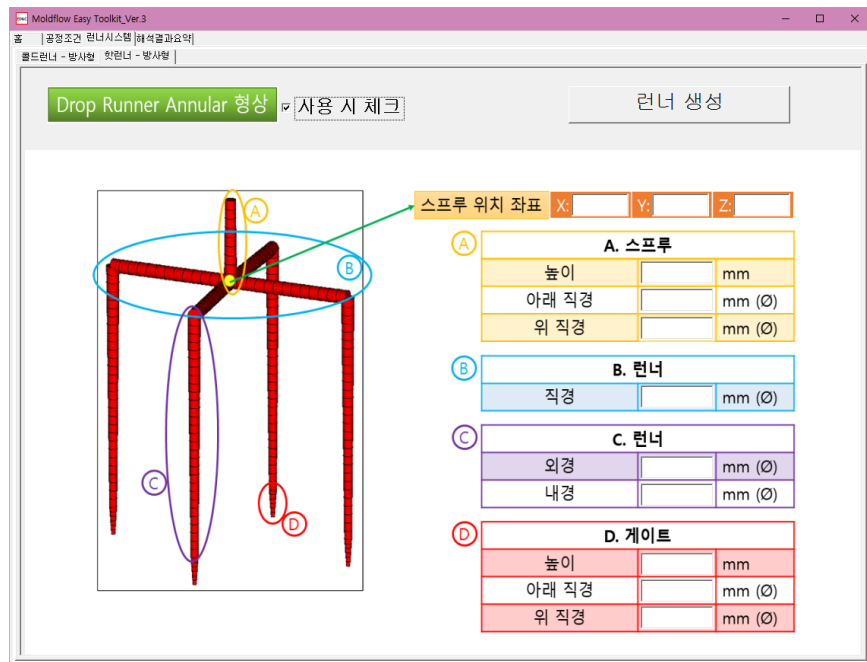 Moldflow Easy Toolkit_Ver.3
홈 공정조건 런너시스템 해석결과요약
콜드런너 - 방사형 핫런너 - 방사형
Drop Runner Annular 형상 사용 시 체크 런너 생성
스프루 위치 좌표 X: Y: Z:
A
B
C
D
A A. 스프루
높이 mm
아래 직경 mm (Ø)
위 직경 mm (Ø)
B B. 런너
직경 mm (Ø)
C C. 런너
외경 mm (Ø)
내경 mm (Ø)
D D. 게이트
높이 mm
아래 직경 mm (Ø)
위 직경 mm (Ø)